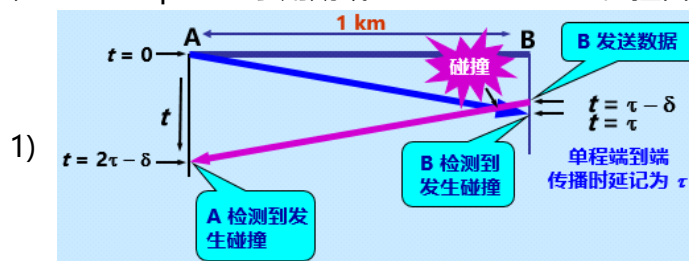 1 km
A
B
B 发送数据
t = 0
碰撞
t = τ − δ
t = τ
t
1)
t = 2τ − δ
B 检测到
发生碰撞
单程端到端
传播时延记为 τ
A 检测到发
生碰撞